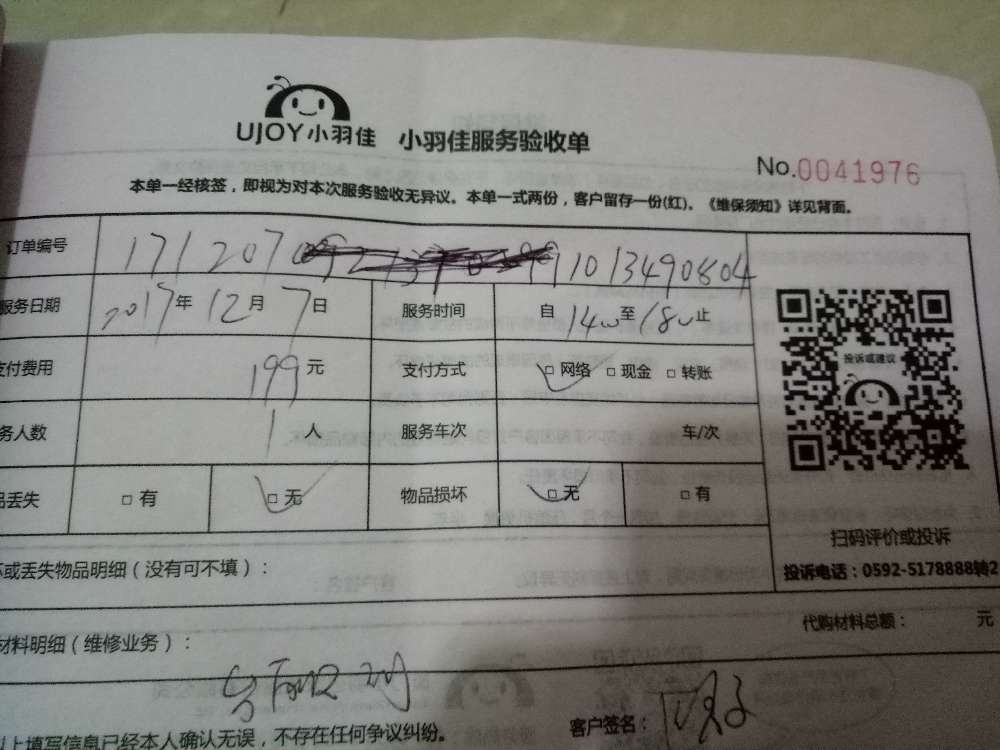 UJOY小羽佳 小羽佳服务验收单
No.0041976
本单一经核签，即视为对本次服务验收无异议。本单一式两份，客户留存一份(红)。《维保须知》详见背面。
订单编号 171207 991013490804
服务日期 2017年 12月 7日 服务时间 自 14 至 18 止
支付费用 199元 支付方式 □网络 □现金 □转账
务人数 1人 服务车次 车/次
品丢失 □有 □无 物品损坏 □无 □有
投诉或建议
扫码评价或投诉
投诉电话：0592-5178888转2
坏或丢失物品明细（没有可不填）：
材料明细（维修业务）： 代购材料总额： 元
以上填写信息已经本人确认无误，不存在任何争议纠纷。 客户签名：